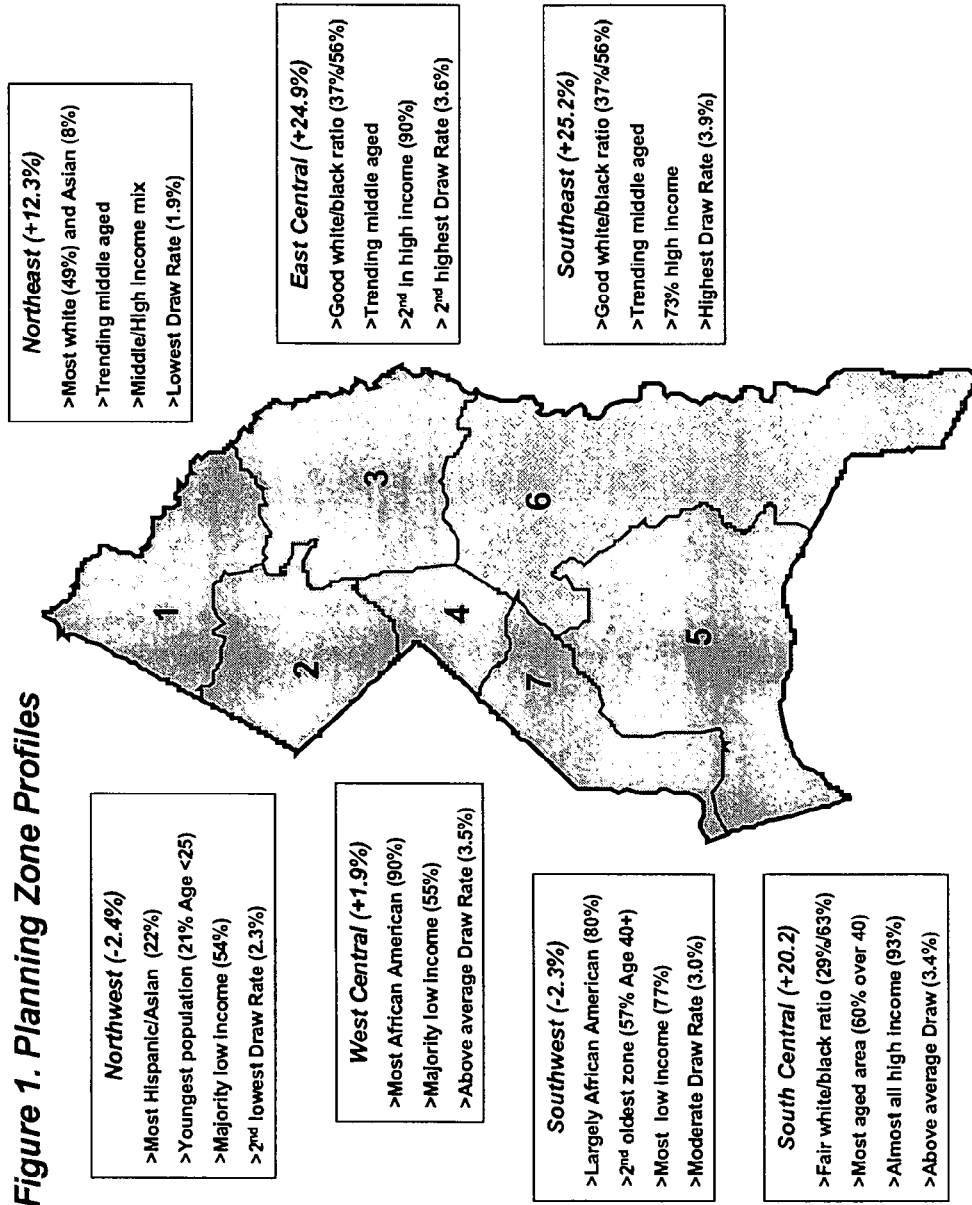 Figure 1. Planning Zone Profiles
Northwest (-2.4%)
>Most Hispanic/Asian (22%)
>Youngest population (21% Age <25)
>Majority low income (54%)
>2nd lowest Draw Rate (2.3%)
West Central (+1.9%)
>Most African American (90%)
>Majority low income (55%)
>Above average Draw Rate (3.5%)
Southwest (-2.3%)
>Largely African American (80%)
>2nd oldest zone (57% Age 40+)
>Most low income (77%)
>Moderate Draw Rate (3.0%)
South Central (+20.2)
>Fair white/black ratio (29%/63%)
>Most aged area (60% over 40)
>Almost all high income (93%)
>Above average Draw (3.4%)
1
2
3
4
7
6
5
Northeast (+12.3%)
>Most white (49%) and Asian (8%)
>Trending middle aged
>Middle/High Income mix
>Lowest Draw Rate (1.9%)
East Central (+24.9%)
>Good white/black ratio (37%/56%)
>Trending middle aged
>2nd in high income (90%)
> 2nd highest Draw Rate (3.6%)
Southeast (+25.2%)
>Good white/black ratio (37%/56%)
>Trending middle aged
>73% high income
>Highest Draw Rate (3.9%)